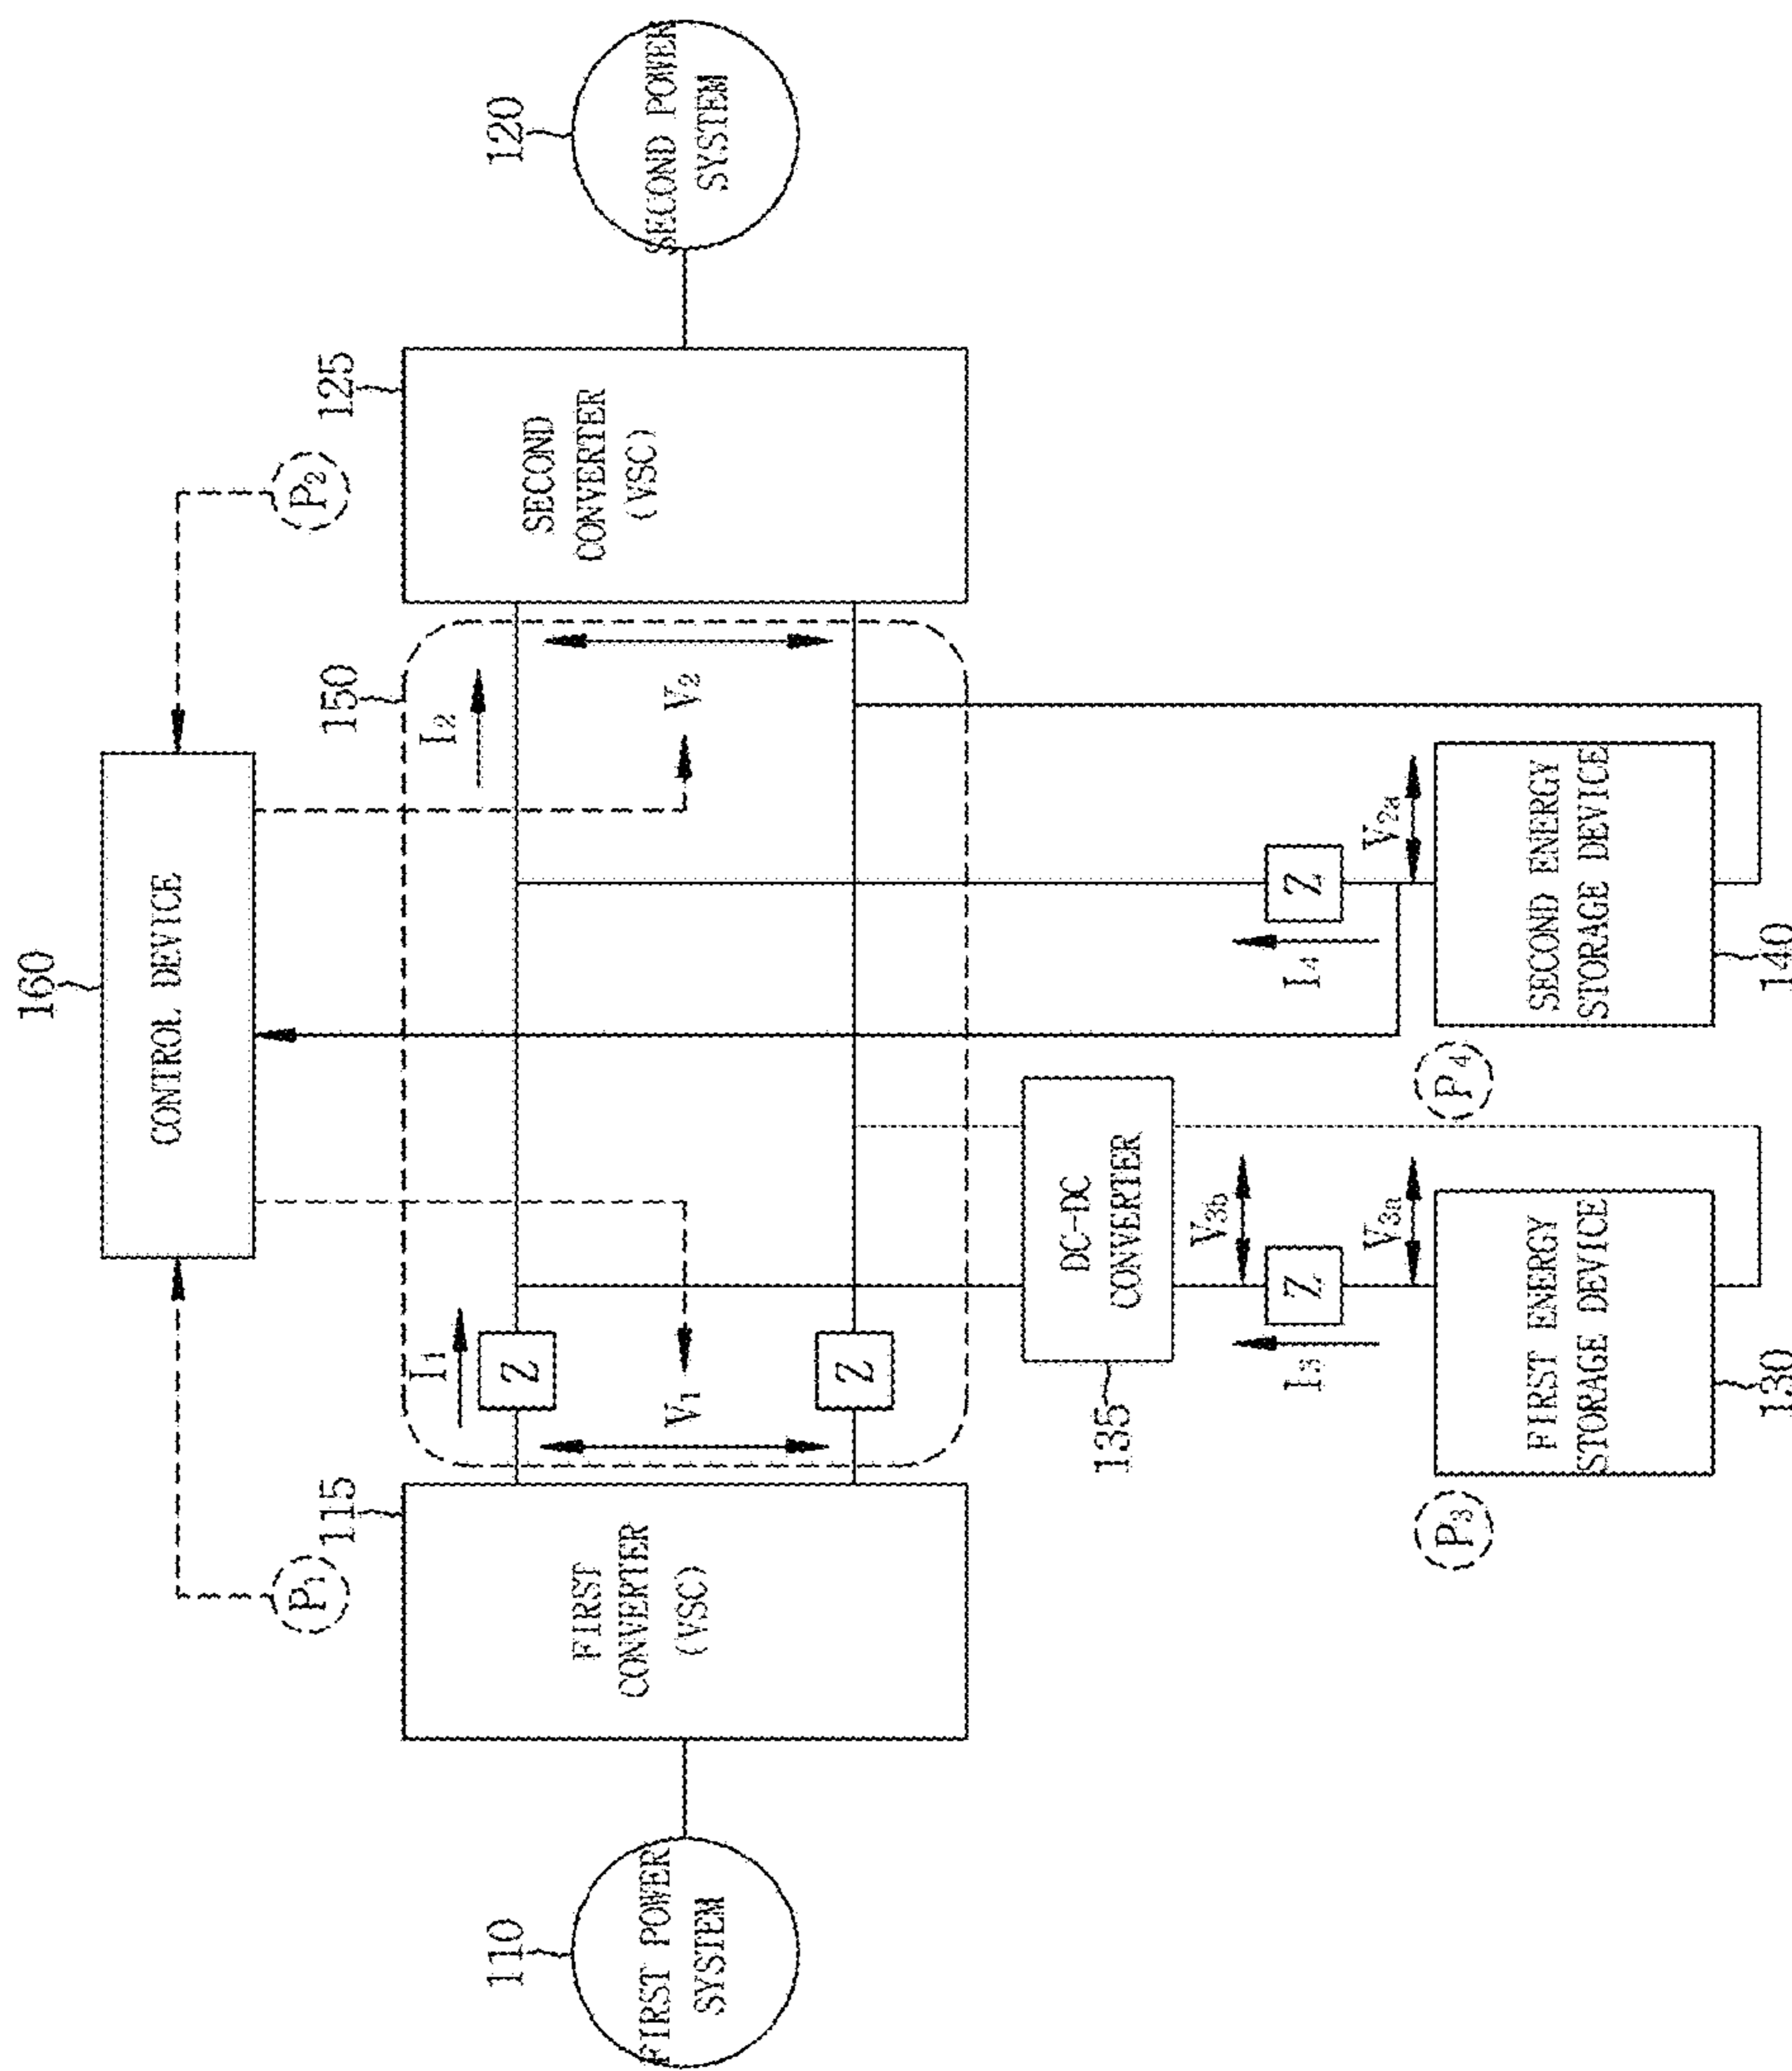 160
CONTROL DEVICE
P1
P2
110
FIRST POWER
SYSTEM
115
FIRST
CONVERTER
(VSC)
I1
Z
V1
Z
150
I2
V2
125
SECOND
CONVERTER
(VSC)
120
SECOND POWER
SYSTEM
135
DC-DC
CONVERTER
V3b
I3
Z
V3a
P3
FIRST ENERGY
STORAGE DEVICE
130
I4
Z
V2a
P4
SECOND ENERGY
STORAGE DEVICE
140